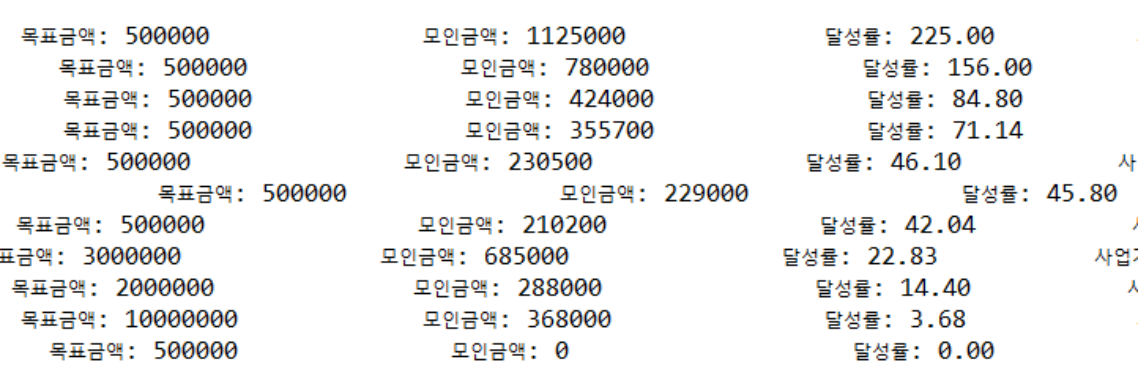 목표금액: 500000 모인금액: 1125000 달성률: 225.00
목표금액: 500000 모인금액: 780000 달성률: 156.00
목표금액: 500000 모인금액: 424000 달성률: 84.80
목표금액: 500000 모인금액: 355700 달성률: 71.14
목표금액: 500000 모인금액: 230500 달성률: 46.10 사
목표금액: 500000 모인금액: 229000 달성률: 45.80
목표금액: 500000 모인금액: 210200 달성률: 42.04
표금액: 3000000 모인금액: 685000 달성률: 22.83 사업
목표금액: 2000000 모인금액: 288000 달성률: 14.40
목표금액: 10000000 모인금액: 368000 달성률: 3.68
목표금액: 500000 모인금액: 0 달성률: 0.00